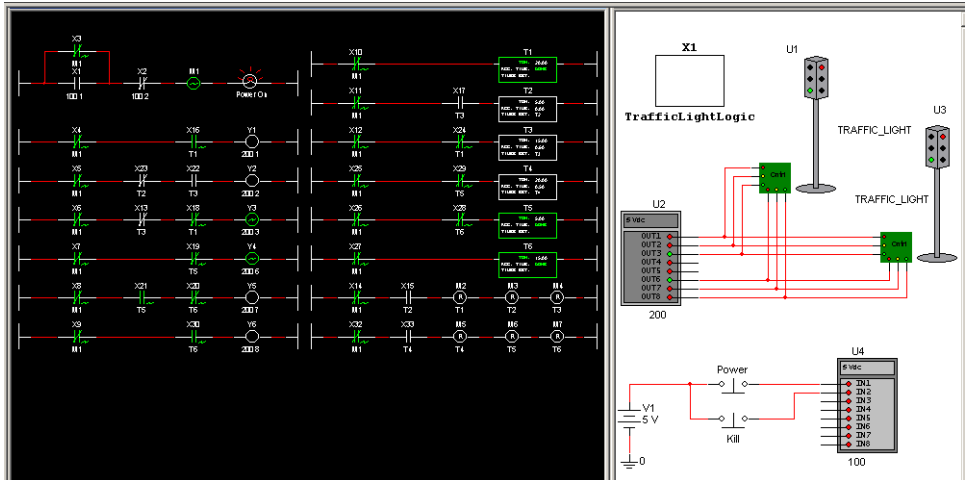 X3
M1
X1
100 1
X2
100 2
M1
Power On
X4
M1
X16
T1
Y1
200 1
X5
M1
X23
T2
X22
T3
Y2
200 2
X6
M1
X13
T3
X18
T1
Y3
200 3
X7
M1
X19
T5
Y4
200 6
X8
M1
X21
T5
X20
T6
Y5
200 7
X9
M1
X30
T6
Y6
200 8
X10
M1
T1
X11
M1
X17
T3
T2
X12
M1
X24
T1
T3
X25
M1
X29
T5
T4
X26
M1
X28
T6
T5
X27
M1
T6
X14
M1
X15
T2
M2
R
T1
M3
R
T2
M4
R
T3
X32
M1
X33
T4
M5
R
T4
M6
R
T5
M7
R
T6
X1
TrafficLightLogic
U1
TRAFFIC_LIGHT
U3
TRAFFIC_LIGHT
U2
5 Vdc
OUT1
OUT2
OUT3
OUT4
OUT5
OUT6
OUT7
OUT8
200
Cntrl
Cntrl
V1
5 V
0
Power
Kill
U4
5 Vdc
IN1
IN2
IN3
IN4
IN5
IN6
IN7
IN8
100